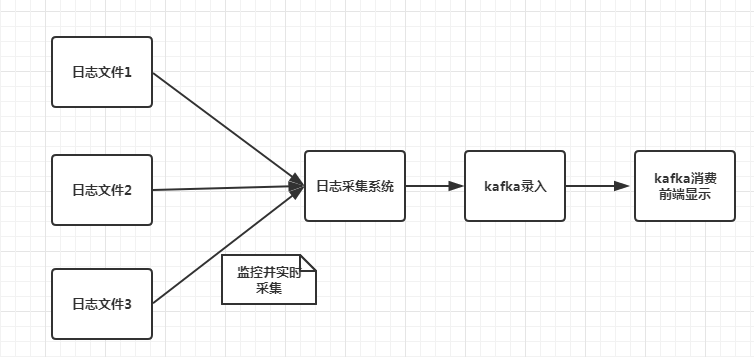 日志文件1
日志文件2
日志文件3
日志采集系统
kafka录入
kafka消费
前端显示
监控并实时
采集